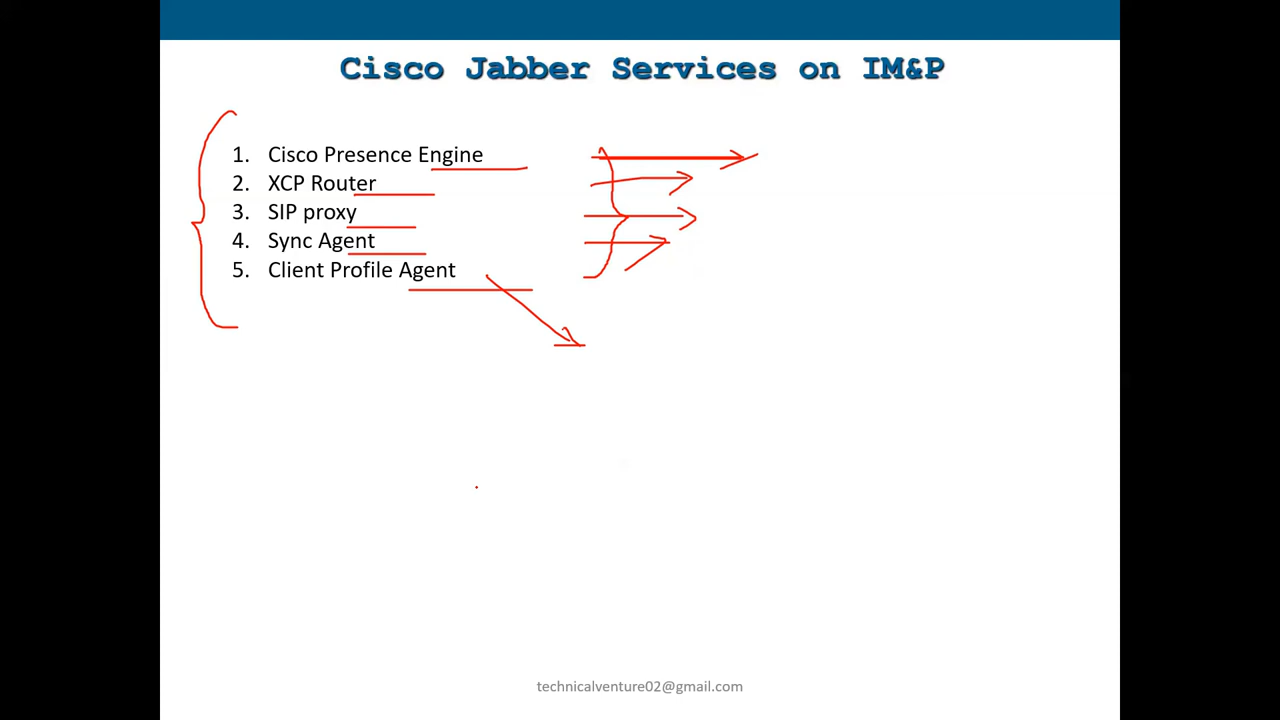 Cisco Jabber Services on IM&P
1. Cisco Presence Engine
2. XCP Router
3. SIP proxy
4. Sync Agent
5. Client Profile Agent
technicalventure02@gmail.com